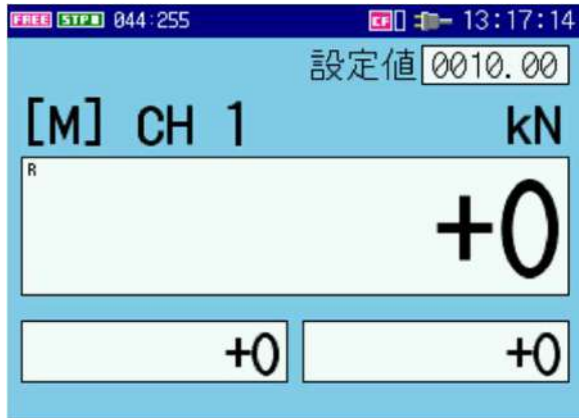 FREE STP 044:255 CF 13:17:14
設定値 0010.00
[M] CH 1 kN
R
+0
+0 +0